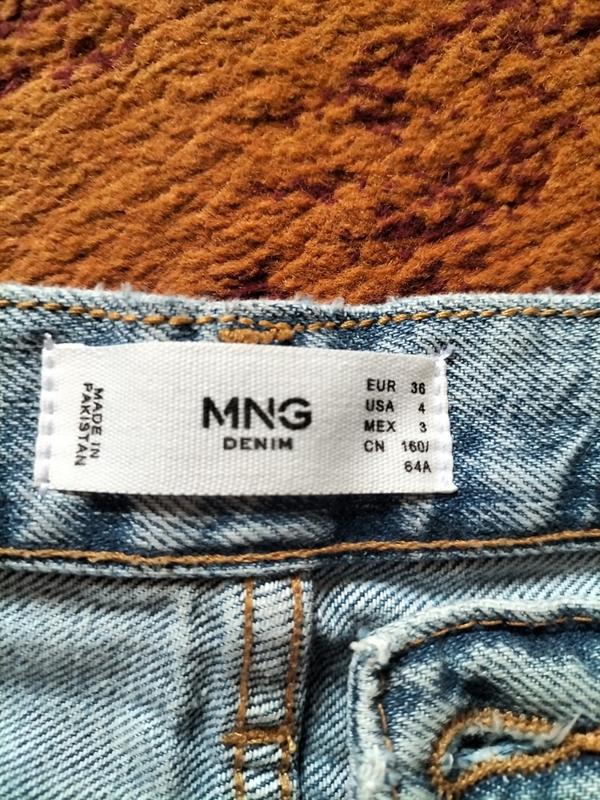 MADE IN
PAKISTAN
MNG
DENIM
EUR 36
USA 4
MEX 3
CN 160/
64A